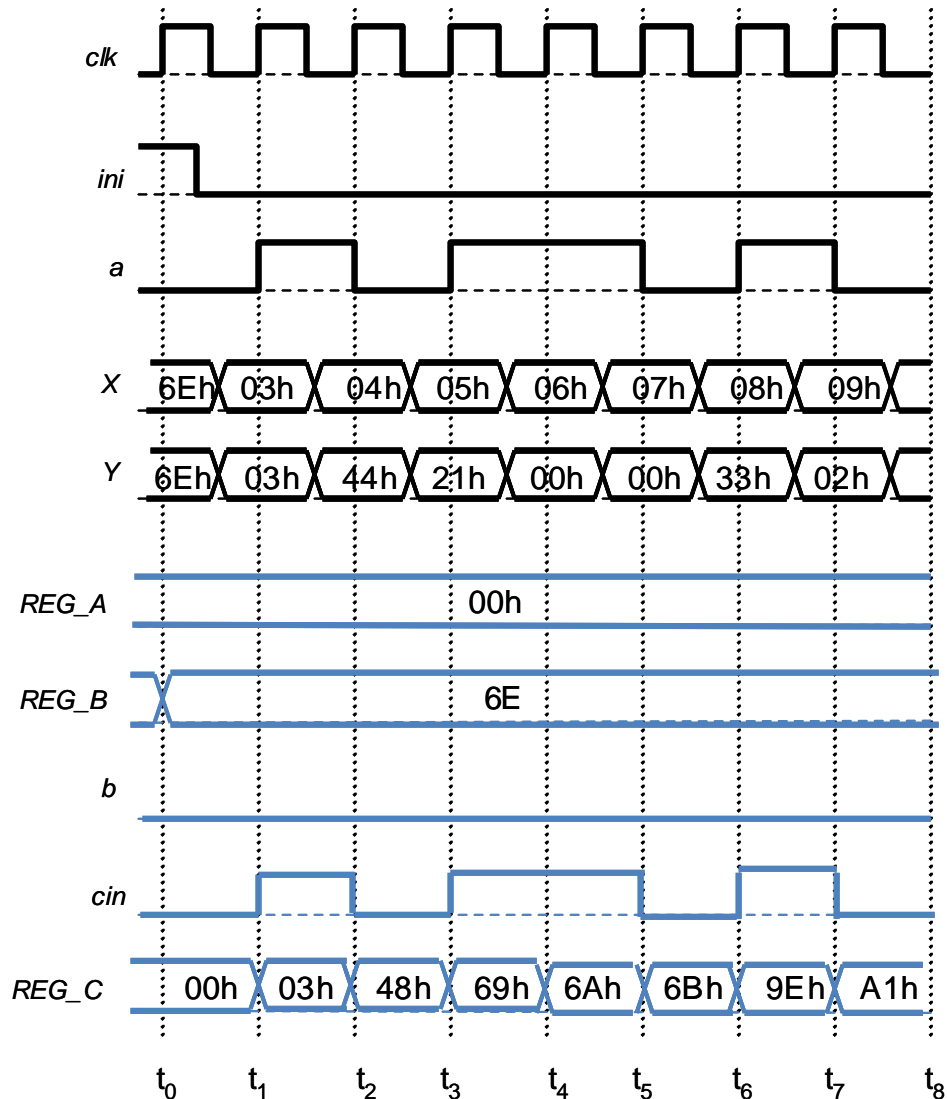 clk
ini
a
X 6Eh 03h 04h 05h 06h 07h 08h 09h
Y 6Eh 03h 44h 21h 00h 00h 33h 02h
REG_A 00h
REG_B 6E
b
cin
REG_C 00h 03h 48h 69h 6Ah 6Bh 9Eh A1h
t0 t1 t2 t3 t4 t5 t6 t7 t8